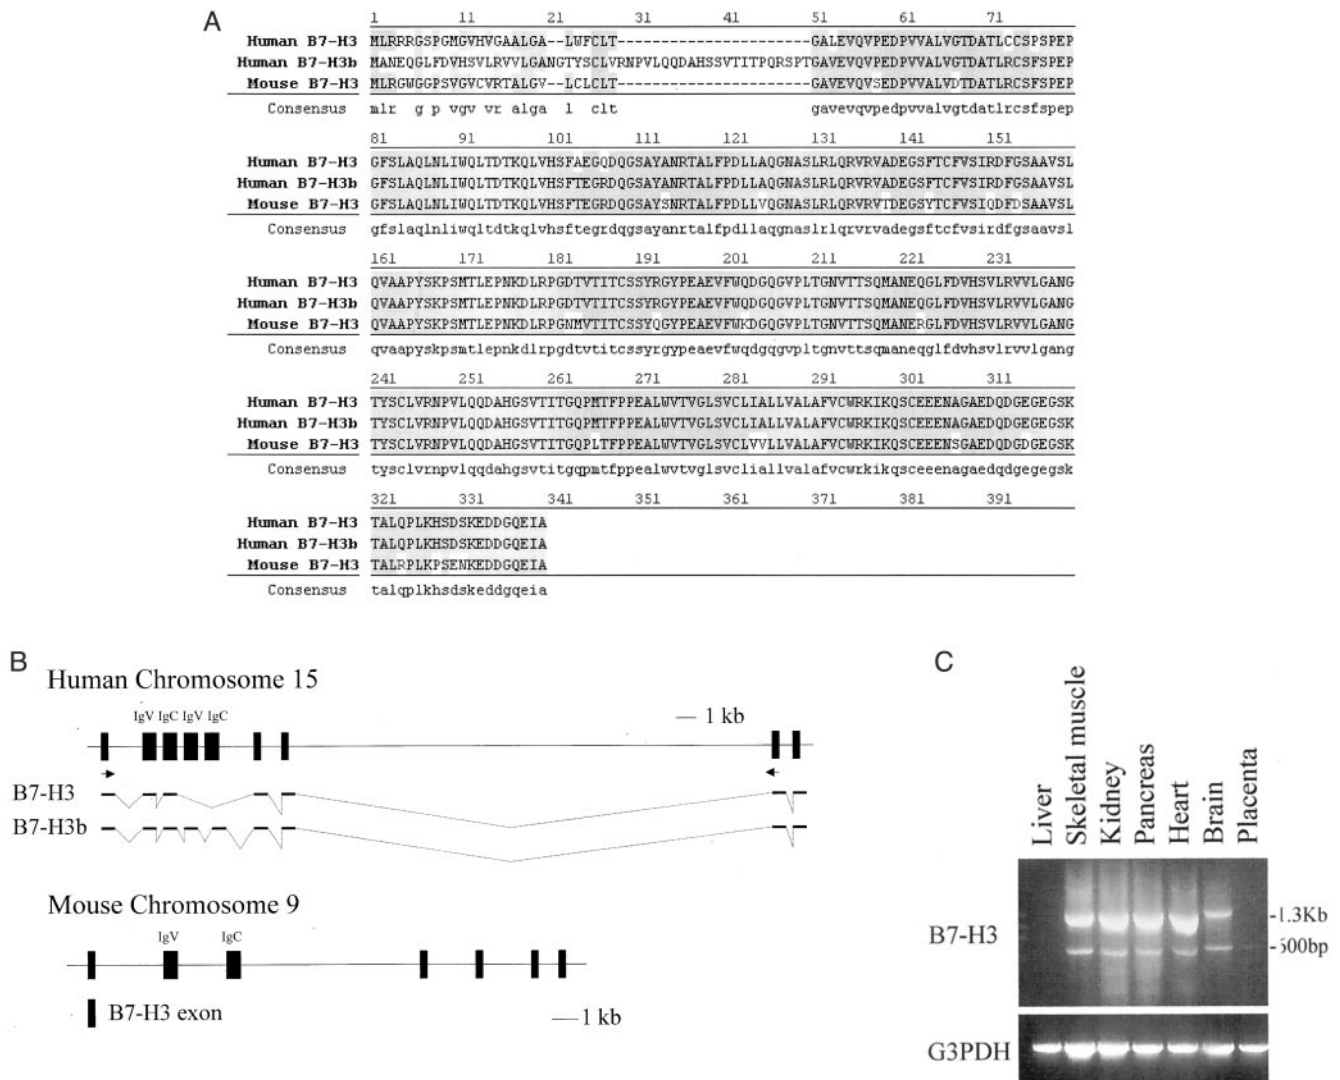 A
1 11 21 31 41 51 61 71
Human B7-H3 MLRRRGSPGMGVHVGAALGA--LWFCLT----------------------GALEVQVPEDPVVALVGTDATLCCSPSPEP
Human B7-H3b MANEQGLFDVHSVLRVVLGANGTYSCLVRNPVLQQDAHSSVTITPQRSPTGAVEVQVPEDPVVALVGTDATLRCSFSPEP
Mouse B7-H3 MLRGWGGPSVGVCVRTALGV--LCLCLT----------------------GAVEVQVSEDPVVALVDTDATLRCSFSPEP
Consensus mlr g p vgv vr alga l clt gavevqvpedpvvalvgtdatlrcsfspep
81 91 101 111 121 131 141 151
Human B7-H3 GFSLAQLNLIWQLTDTKQLVHSFAEGQDQGSAYANRTALFPDLLAQGNASLRLQRVRVADEGSFTCFVSIRDFGSAAVSL
Human B7-H3b GFSLAQLNLIWQLTDTKQLVHSFTEGRDQGSAYANRTALFPDLLAQGNASLRLQRVRVADEGSFTCFVSIRDFGSAAVSL
Mouse B7-H3 GFSLAQLNLIWQLTDTKQLVHSFTEGRDQGSAYSNRTALFPDLLVQGNASLRLQRVRVTDEGSYTCFVSIQDFDSAAVSL
Consensus gfslaqlnliwqltdtkqlvhsftegrdqgsayanrtalfpdllaqgnaslrlqrvrvadegsftcfvsirdfgsaavsl
161 171 181 191 201 211 221 231
Human B7-H3 QVAAPYSKPSMTLEPNKDLRPGDTVTITCSSYRGYPEAEVFWQDGQGVPLTGNVTTSQMANEQGLFDVHSVLRVVLGANG
Human B7-H3b QVAAPYSKPSMTLEPNKDLRPGDTVTITCSSYRGYPEAEVFWQDGQGVPLTGNVTTSQMANEQGLFDVHSVLRVVLGANG
Mouse B7-H3 QVAAPYSKPSMTLEPNKDLRPGNMVTITCSSYQGYPEAEVFWKDGQGVPLTGNVTTSQMANERGLFDVHSVLRVVLGANG
Consensus qvaapyskpsmtlepnkdlrpgdtvtitcssyrgypeaevfwqdgqgvpltgnvttsqmaneqglfdvhsvlrvvlgang
241 251 261 271 281 291 301 311
Human B7-H3 TYSCLVRNPVLQQDAHGSVTITGQPMTFPPEALWVTVGLSVCLIALLVALAFVCWRKIKQSCEEENAGAEDQDGEGEGSK
Human B7-H3b TYSCLVRNPVLQQDAHGSVTITGQPMTFPPEALWVTVGLSVCLIALLVALAFVCWRKIKQSCEEENAGAEDQDGEGEGSK
Mouse B7-H3 TYSCLVRNPVLQQDAHGSVTITGQPLTFPPEALWVTVGLSVCLVVLLVALAFVCWRKIKQSCEEENAGAEDQDGDGEGSK
Consensus tysclvrnpvlqqdahgsvtitgqpmtfppealwvtvglsvcliallvalafvcwrkikqsceeenagaedqdgegegsk
321 331 341 351 361 371 381 391
Human B7-H3 TALQPLKHSDSKEDDGQEIA
Human B7-H3b TALQPLKHSDSKEDDGQEIA
Mouse B7-H3 TALRPLKPSENKEDDGQEIA
Consensus talqplkhsdskeddgqeia
B
Human Chromosome 15
IgV IgC IgV IgC
1 kb
B7-H3
B7-H3b
Mouse Chromosome 9
IgV IgC
B7-H3 exon
1 kb
C
Liver
Skeletal muscle
Kidney
Pancreas
Heart
Brain
Placenta
B7-H3
-1.3Kb
-500bp
G3PDH